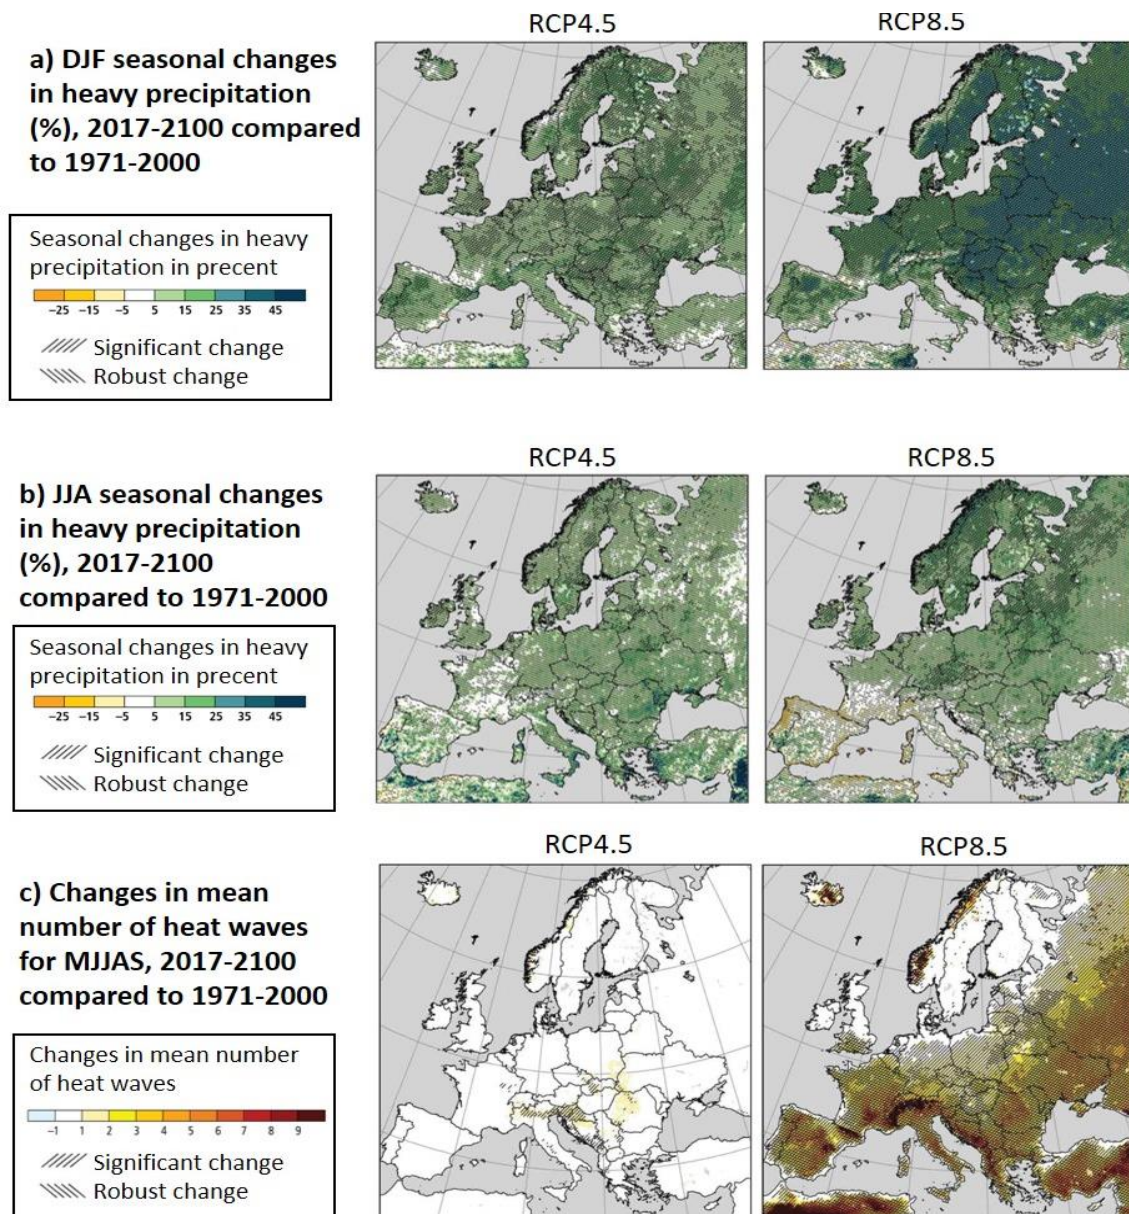 RCP4.5
RCP8.5
a) DJF seasonal changes
in heavy precipitation
(%), 2017-2100 compared
to 1971-2000
Seasonal changes in heavy
precipitation in precent
−25 −15 −5 5 15 25 35 45
Significant change
Robust change
RCP4.5
RCP8.5
b) JJA seasonal changes
in heavy precipitation
(%), 2017-2100
compared to 1971-2000
Seasonal changes in heavy
precipitation in precent
−25 −15 −5 5 15 25 35 45
Significant change
Robust change
RCP4.5
RCP8.5
c) Changes in mean
number of heat waves
for MJJAS, 2017-2100
compared to 1971-2000
Changes in mean number
of heat waves
−1 1 2 3 4 5 6 7 8 9
Significant change
Robust change